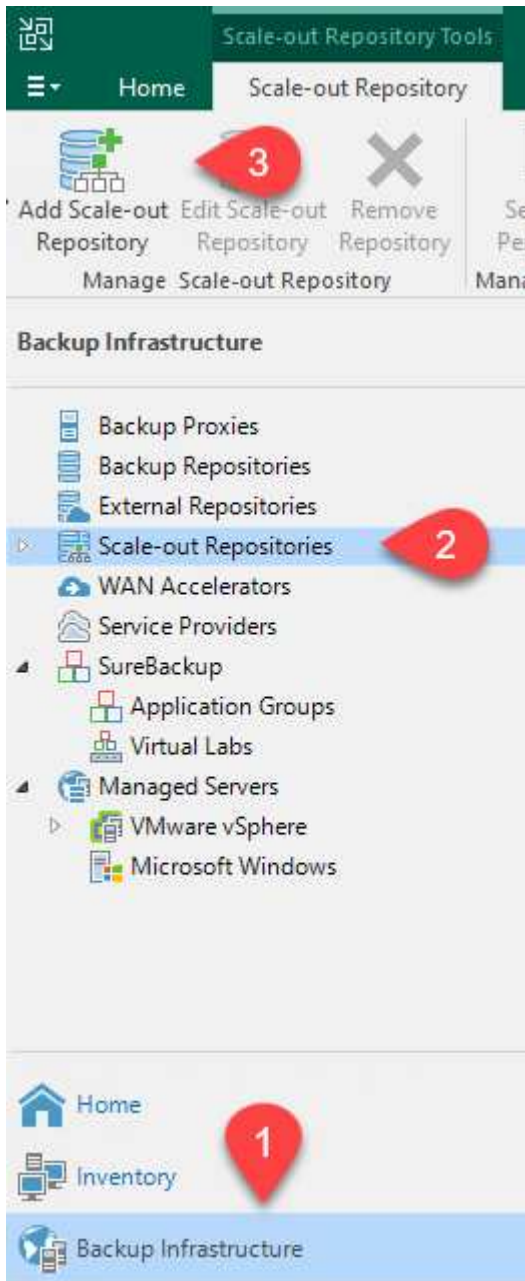 Scale-out Repository Tools
Home Scale-out Repository
3
Add Scale-out Edit Scale-out Remove
Repository Repository Repository
Manage Scale-out Repository
Backup Infrastructure
Backup Proxies
Backup Repositories
External Repositories
Scale-out Repositories 2
WAN Accelerators
Service Providers
SureBackup
Application Groups
Virtual Labs
Managed Servers
VMware vSphere
Microsoft Windows
Home
1
Inventory
Backup Infrastructure